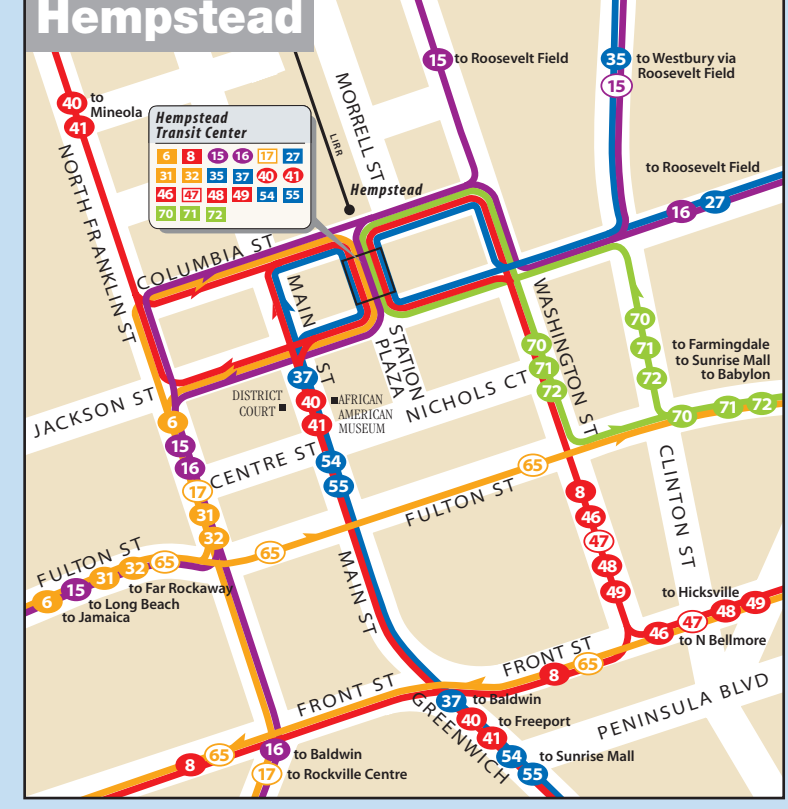 Hempstead
15 to Roosevelt Field
35 to Westbury via
Roosevelt Field
15
40 to
Mineola
41
Hempstead
Transit Center
6 8 15 16 17 27
31 32 35 37 40 41
46 47 48 49 54 55
70 71 72
MORRELL ST
LIRR
Hempstead
to Roosevelt Field
16 27
NORTH FRANKLIN ST
COLUMBIA ST
MAIN ST
STATION
PLAZA
WASHINGTON ST
70
71
72
70
71
72
to Farmingdale
to Sunrise Mall
to Babylon
70 71 72
JACKSON ST
DISTRICT
COURT
AFRICAN
AMERICAN
MUSEUM
NICHOLS CT
37
40
41
54
55
6
15
16
17
31
32
CENTRE ST
65
FULTON ST
CLINTON ST
8
46
47
48
49
FULTON ST
65
6 15 31 32 65
to Far Rockaway
to Long Beach
to Jamaica
MAIN ST
to Hicksville
46 47 48 49
to N Bellmore
FRONT ST
8 65
FRONT ST
PENINSULA BLVD
GREENWICH
37 to Baldwin
40 to Freeport
41
54 to Sunrise Mall
55
8 65
16 to Baldwin
17 to Rockville Centre